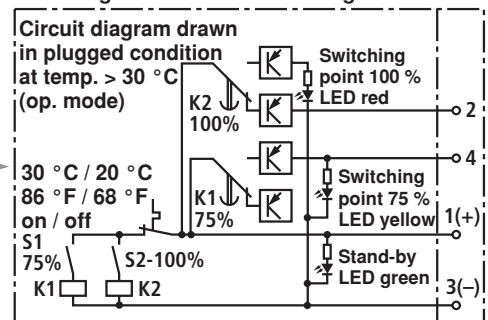 Circuit diagram drawn
in plugged condition
at temp. > 30 °C
(op. mode)
K2
100%
Switching
point 100 %
LED red
2
4
30 °C / 20 °C
86 °F / 68 °F
on / off
K1
75%
Switching
point 75 %
LED yellow
1(+)
S1
75%
S2-100%
Stand-by
LED green
K1
K2
3(–)